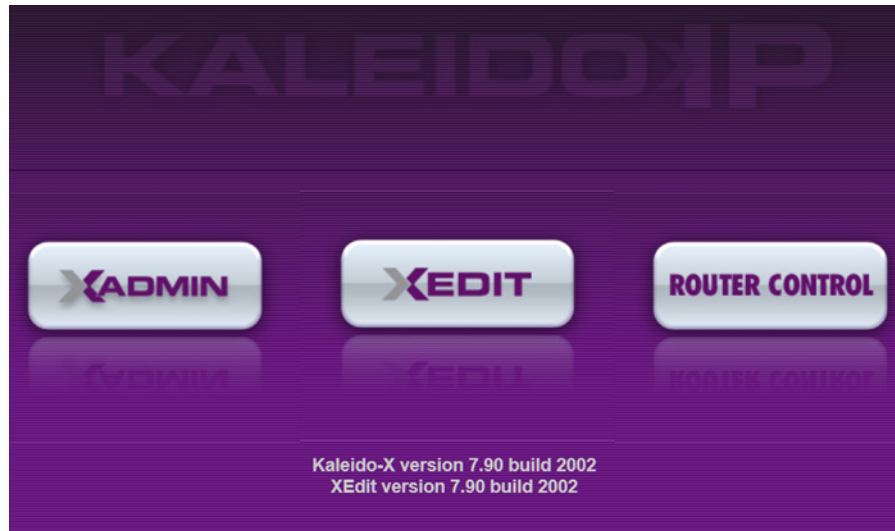 KALEIDO IP
XADMIN
XEDIT
ROUTER CONTROL
Kaleido-X version 7.90 build 2002
XEdit version 7.90 build 2002